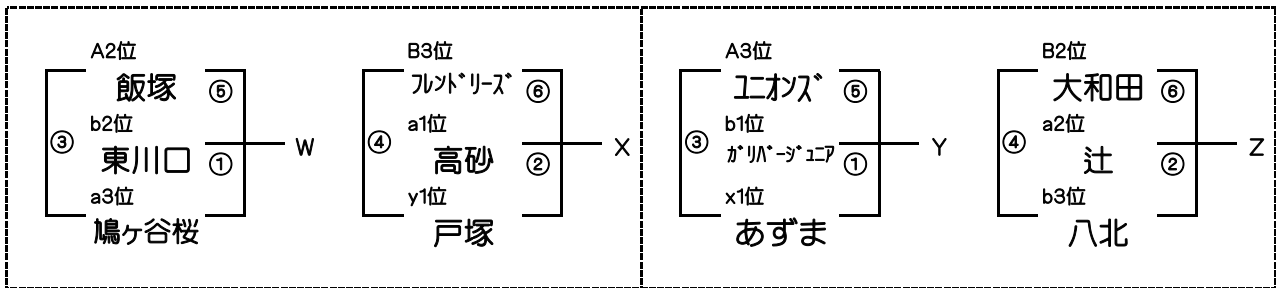 A2位
飯塚 ⑤
b2位
③ 東川口 ① W
a3位
鳩ヶ谷桜
B3位
ﾌﾚﾝﾄﾞﾘｰｽﾞ ⑥
a1位
④ 高砂 ② X
y1位
戸塚
A3位
ﾕﾆｵﾝｽﾞ ⑤
b1位
③ ｶﾞﾘﾊﾞｰｼﾞｭﾆｱ ① Y
x1位
あずま
B2位
大和田 ⑥
a2位
④ 辻 ② Z
b3位
八北